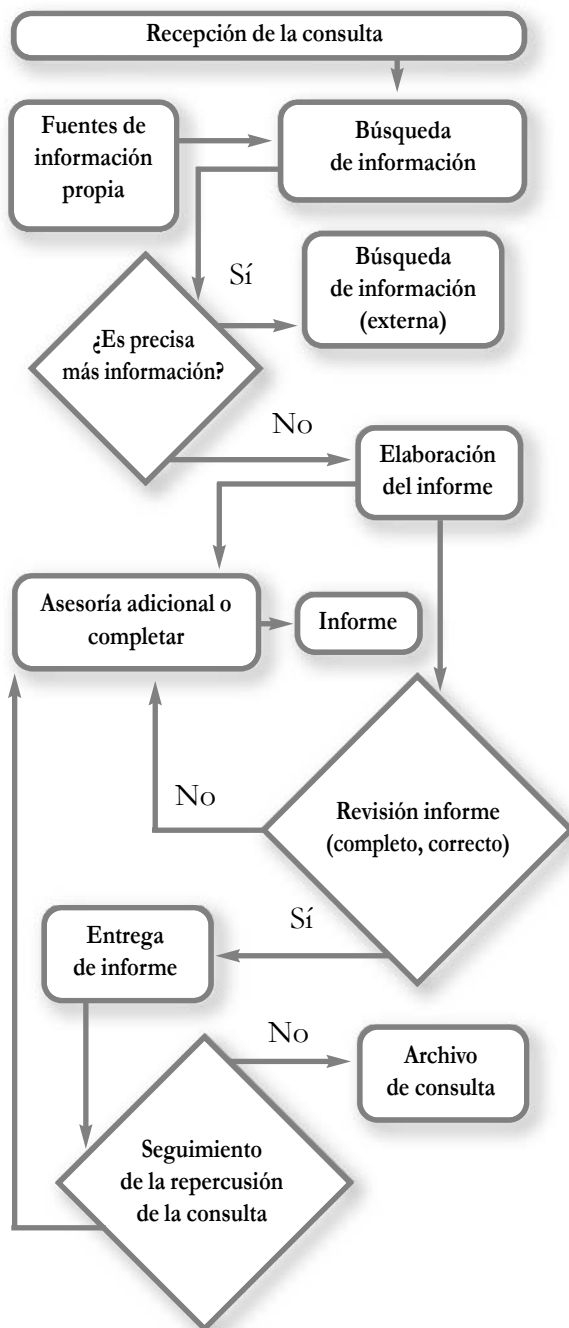 Recepción de la consulta
Fuentes de
información
propia
Búsqueda
de información
Sí
Búsqueda
de información
(externa)
¿Es precisa
más información?
No
Elaboración
del informe
Asesoría adicional o
completar
Informe
No
Revisión informe
(completo, correcto)
Sí
Entrega
de informe
No
Archivo
de consulta
Seguimiento
de la repercusión
de la consulta